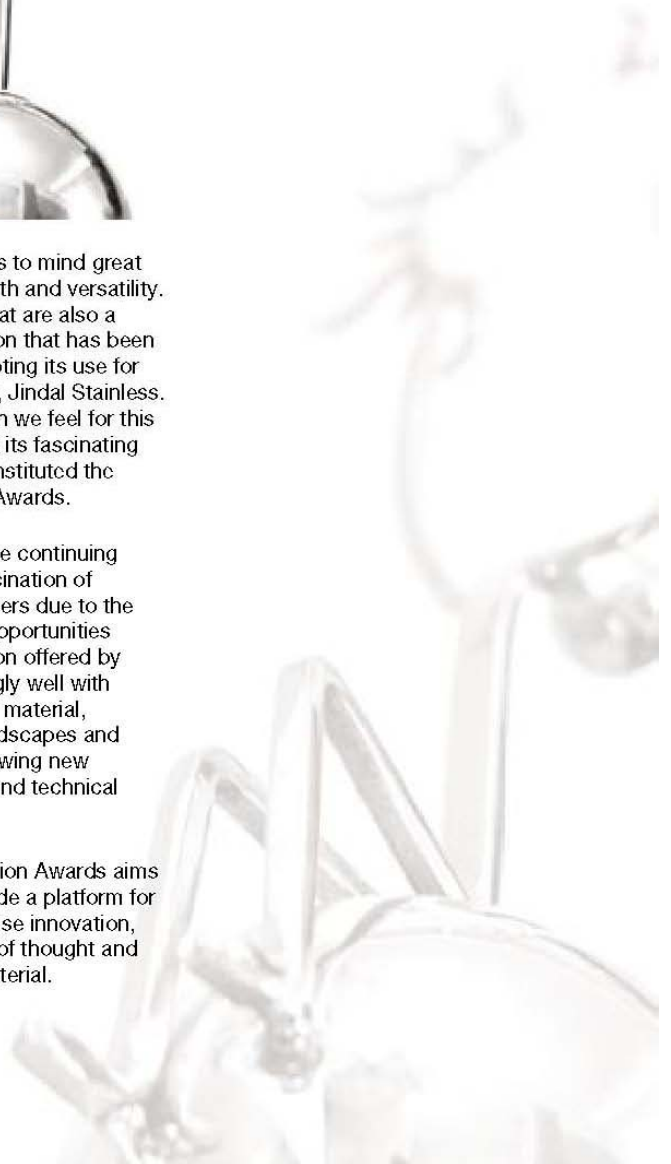 s to mind great
th and versatility.
at are also a
on that has been
ting its use for
, Jindal Stainless.
n we feel for this
its fascinating
nstituted the
Awards.
e continuing
cination of
ers due to the
pportunities
on offered by
gly well with
material,
dscapes and
wing new
nd technical
ion Awards aims
de a platform for
se innovation,
of thought and
terial.